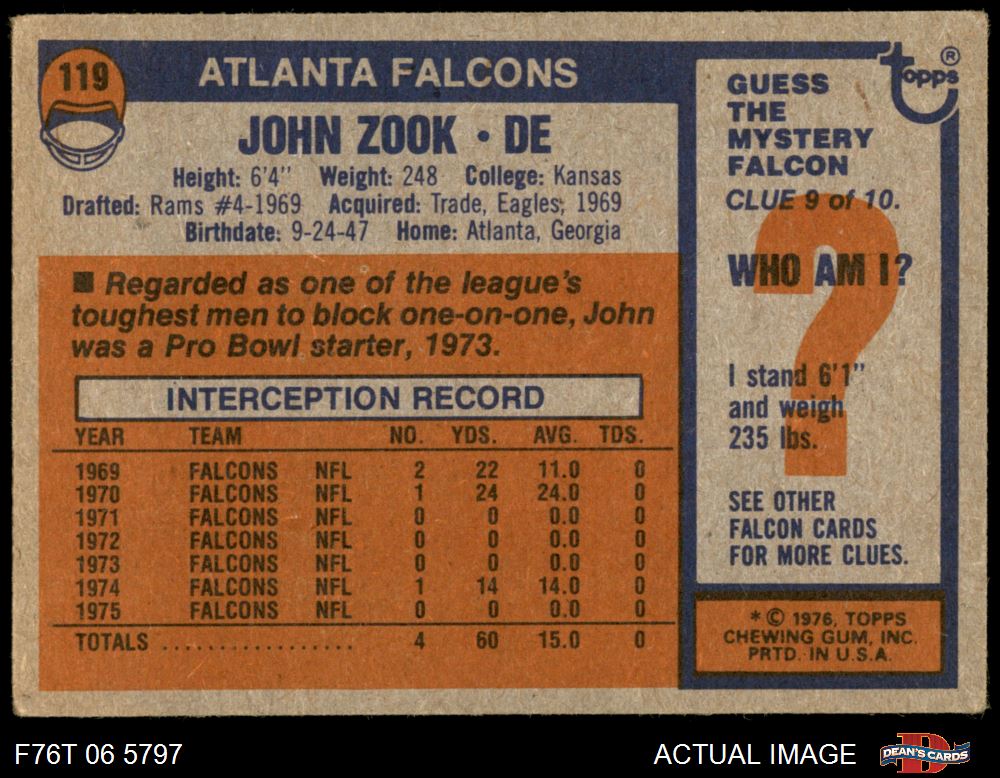 119
ATLANTA FALCONS
JOHN ZOOK • DE
Height: 6'4" Weight: 248 College: Kansas
Drafted: Rams #4-1969 Acquired: Trade, Eagles, 1969
Birthdate: 9-24-47 Home: Atlanta, Georgia
■ Regarded as one of the league's
toughest men to block one-on-one, John
was a Pro Bowl starter, 1973.
INTERCEPTION RECORD
YEAR TEAM NO. YDS. AVG. TDS.
1969 FALCONS NFL 2 22 11.0 0
1970 FALCONS NFL 1 24 24.0 0
1971 FALCONS NFL 0 0 0.0 0
1972 FALCONS NFL 0 0 0.0 0
1973 FALCONS NFL 0 0 0.0 0
1974 FALCONS NFL 1 14 14.0 0
1975 FALCONS NFL 0 0 0.0 0
TOTALS .................. 4 60 15.0 0
topps®
GUESS
THE
MYSTERY
FALCON
CLUE 9 of 10.
?
WHO AM I?
I stand 6'1"
and weigh
235 lbs.
SEE OTHER
FALCON CARDS
FOR MORE CLUES.
*© 1976, TOPPS
CHEWING GUM, INC.
PRTD. IN U.S.A.
F76T 06 5797
ACTUAL IMAGE
D
DEAN'S CARDS